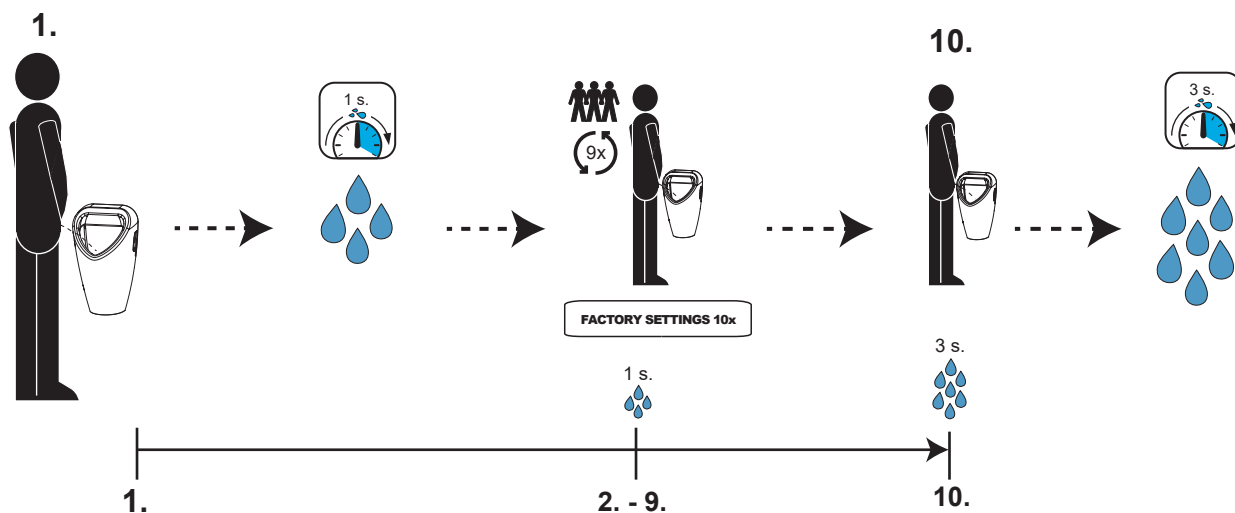 1.
10.
1 s.
3 s.
9x
FACTORY SETTINGS 10x
1 s.
3 s.
1.
2. - 9.
10.